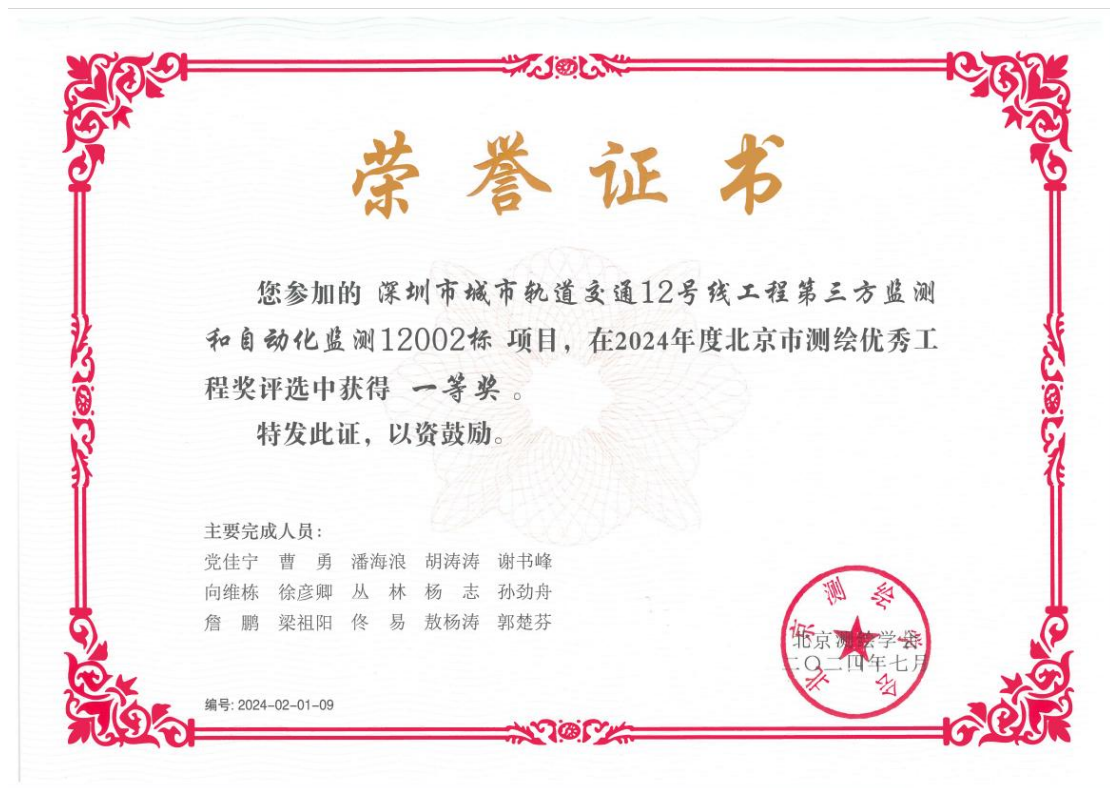 荣誉证书
您参加的 深圳市城市轨道交通12号线工程第三方监测
和自动化监测12002标 项目，在2024年度北京市测绘优秀工
程奖评选中获得 一等奖 。
特发此证，以资鼓励。
主要完成人员：
党佳宁 曹 勇 潘海浪 胡涛涛 谢书峰
向维栋 徐彦卿 丛 林 杨 志 孙劲舟
詹 鹏 梁祖阳 佟 易 敖杨涛 郭楚芬
北京测绘学会
北京测绘学会
二〇二四年七月
编号: 2024-02-01-09